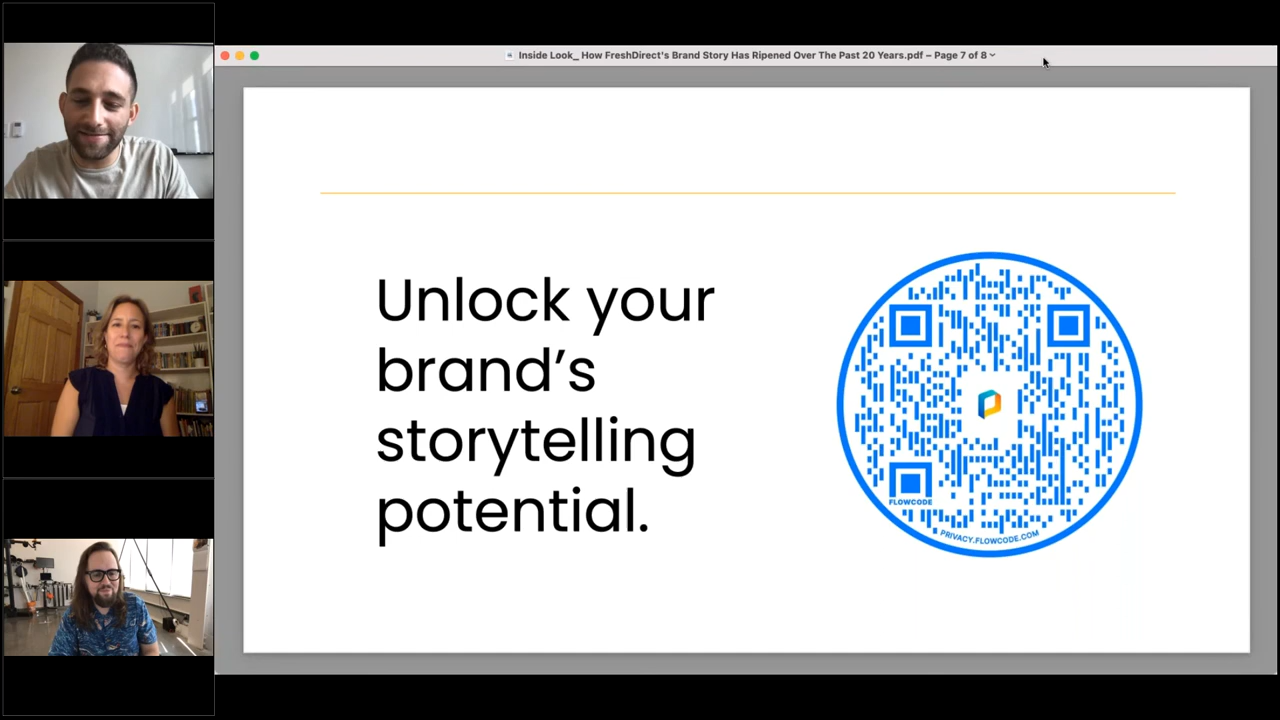 Inside Look_ How FreshDirect's Brand Story Has Ripened Over The Past 20 Years.pdf – Page 7 of 8
Unlock your
brand’s
storytelling
potential.
FLOWCODE
PRIVACY.FLOWCODE.COM